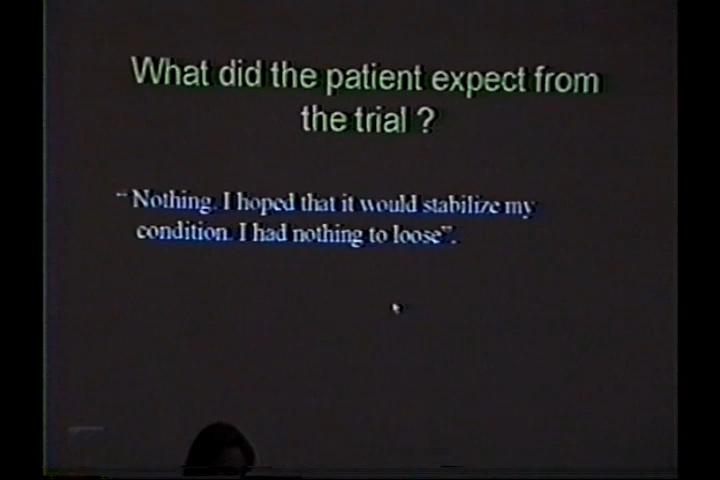 What did the patient expect from
the trial ?
“ Nothing. I hoped that it would stabilize my
condition. I had nothing to loose”.